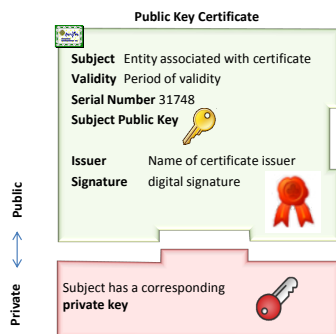 Public Key Certificate
Subject Entity associated with certificate
Validity Period of validity
Serial Number 31748
Subject Public Key
Issuer Name of certificate issuer
Signature digital signature
Public
Private
Subject has a corresponding
private key